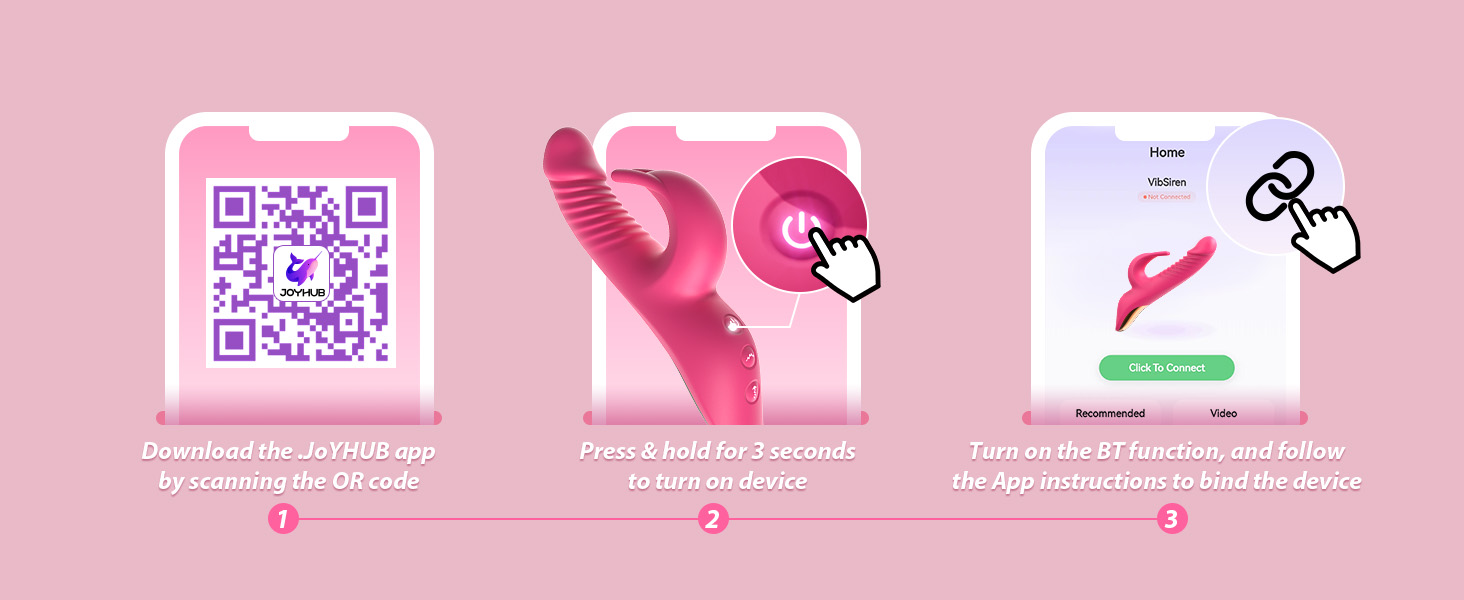 JOYHUB
Home
VibSiren
Not Connected
Click To Connect
Recommended
Video
Download the .JoYHUB app
by scanning the OR code
Press & hold for 3 seconds
to turn on device
Turn on the BT function, and follow
the App instructions to bind the device
1
2
3